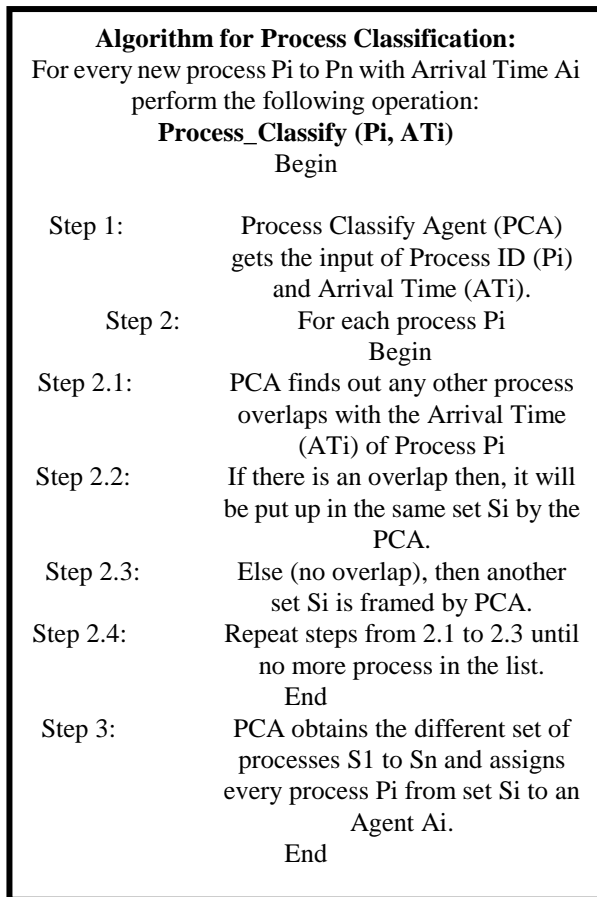 Algorithm for Process Classification:
For every new process Pi to Pn with Arrival Time Ai
perform the following operation:
Process_Classify (Pi, ATi)
Begin
Step 1: Process Classify Agent (PCA)
gets the input of Process ID (Pi)
and Arrival Time (ATi).
Step 2: For each process Pi
Begin
Step 2.1: PCA finds out any other process
overlaps with the Arrival Time
(ATi) of Process Pi
Step 2.2: If there is an overlap then, it will
be put up in the same set Si by the
PCA.
Step 2.3: Else (no overlap), then another
set Si is framed by PCA.
Step 2.4: Repeat steps from 2.1 to 2.3 until
no more process in the list.
End
Step 3: PCA obtains the different set of
processes S1 to Sn and assigns
every process Pi from set Si to an
Agent Ai.
End